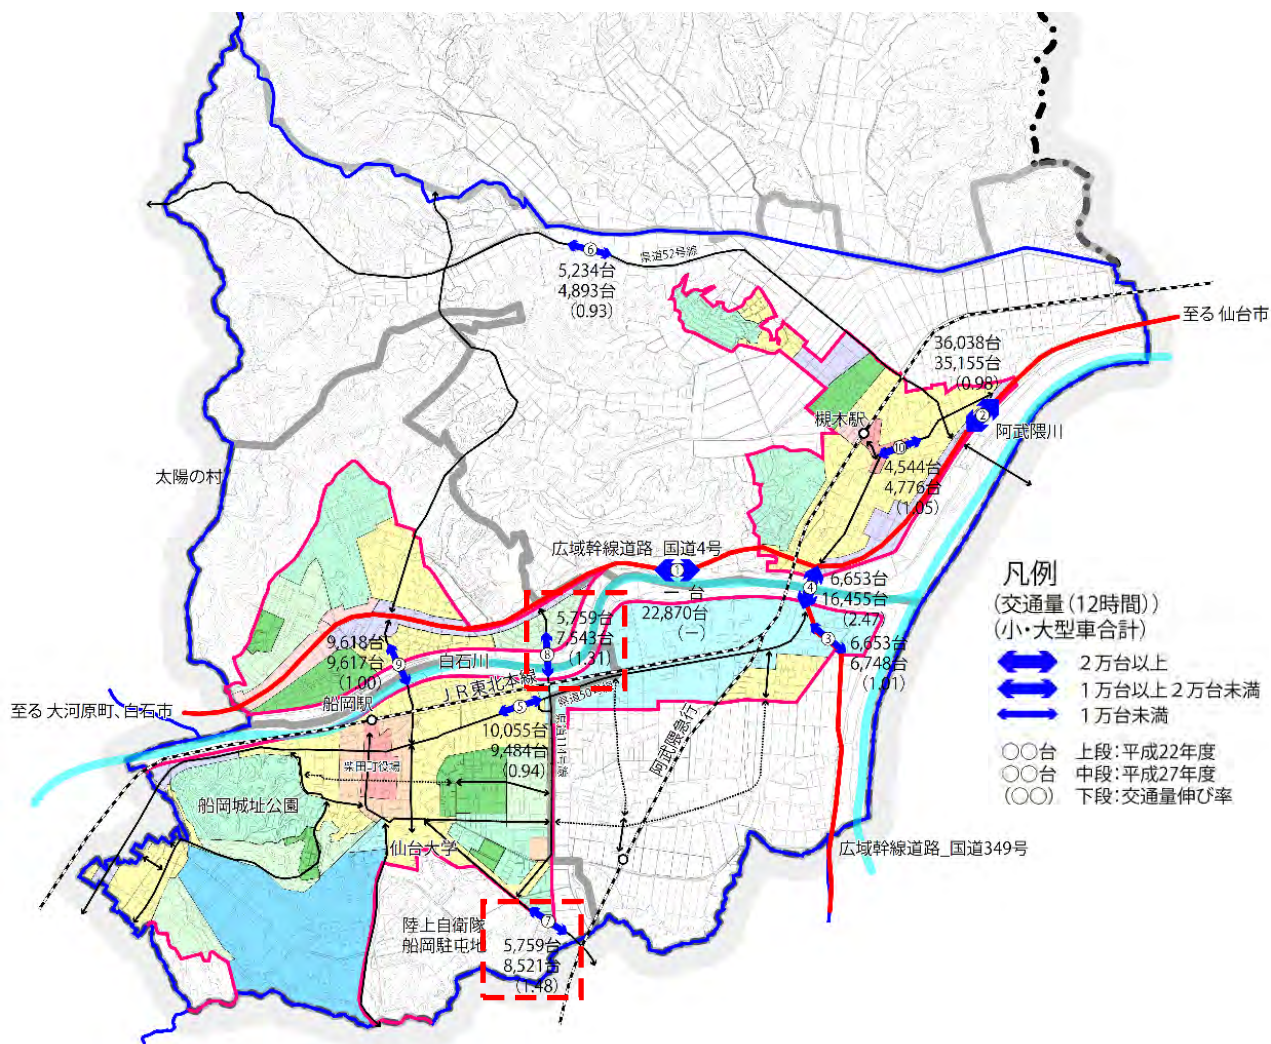 ⑥
県道52号線
5,234台
4,893台
(0.93)
至る 仙台市
36,038台
35,155台
(0.98)
②
槻木駅
阿武隈川
⑩
4,544台
4,776台
(1.05)
太陽の村
広域幹線道路_国道4号
①
― 台
22,870台
(―)
④
6,653台
16,455台
(2.47)
③
6,653台
6,748台
(1.01)
5,759台
7,543台
⑧
(1.31)
9,618台
9,617台
⑨
(1.00)
白石川
JR東北本線
船岡駅
至る 大河原町、白石市
⑤
10,055台
9,484台
(0.94)
柴田町役場
阿武隈急行
船岡城址公園
仙台大学
広域幹線道路_国道349号
陸上自衛隊
船岡駐屯地
⑦
5,759台
8,521台
(1.48)
凡例
(交通量(12時間))
(小・大型車合計)
2万台以上
1万台以上2万台未満
1万台未満
○○台 上段:平成22年度
○○台 中段:平成27年度
(○○) 下段:交通量伸び率